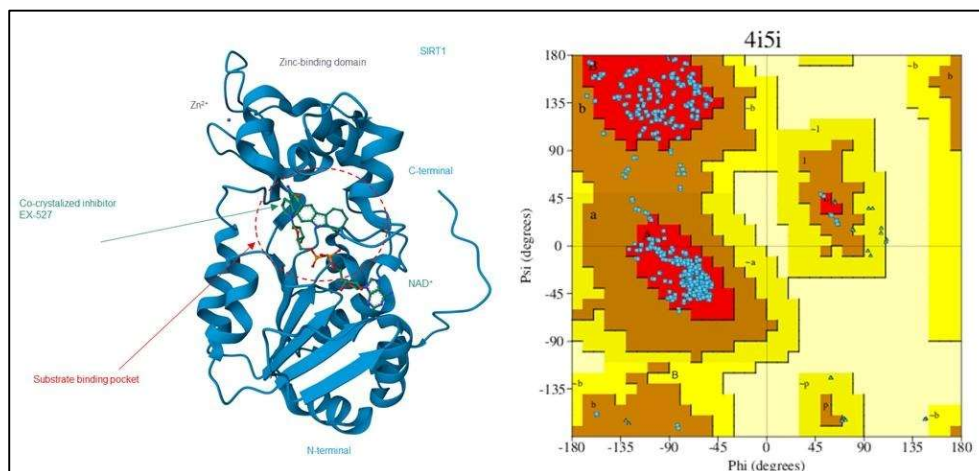 SIRT1
Zinc-binding domain
Zn²⁺
C-terminal
Co-crystalized inhibitor
EX-527
NAD⁺
Substrate binding pocket
N-terminal
4i5i
Psi (degrees)
180
135
90
45
0
-45
-90
-135
b
~b
~b
b
~l
l
a
~a
B
~b
b
~p
p
~b
-180
-135
-90
-45
0
45
90
135
180
Phi (degrees)